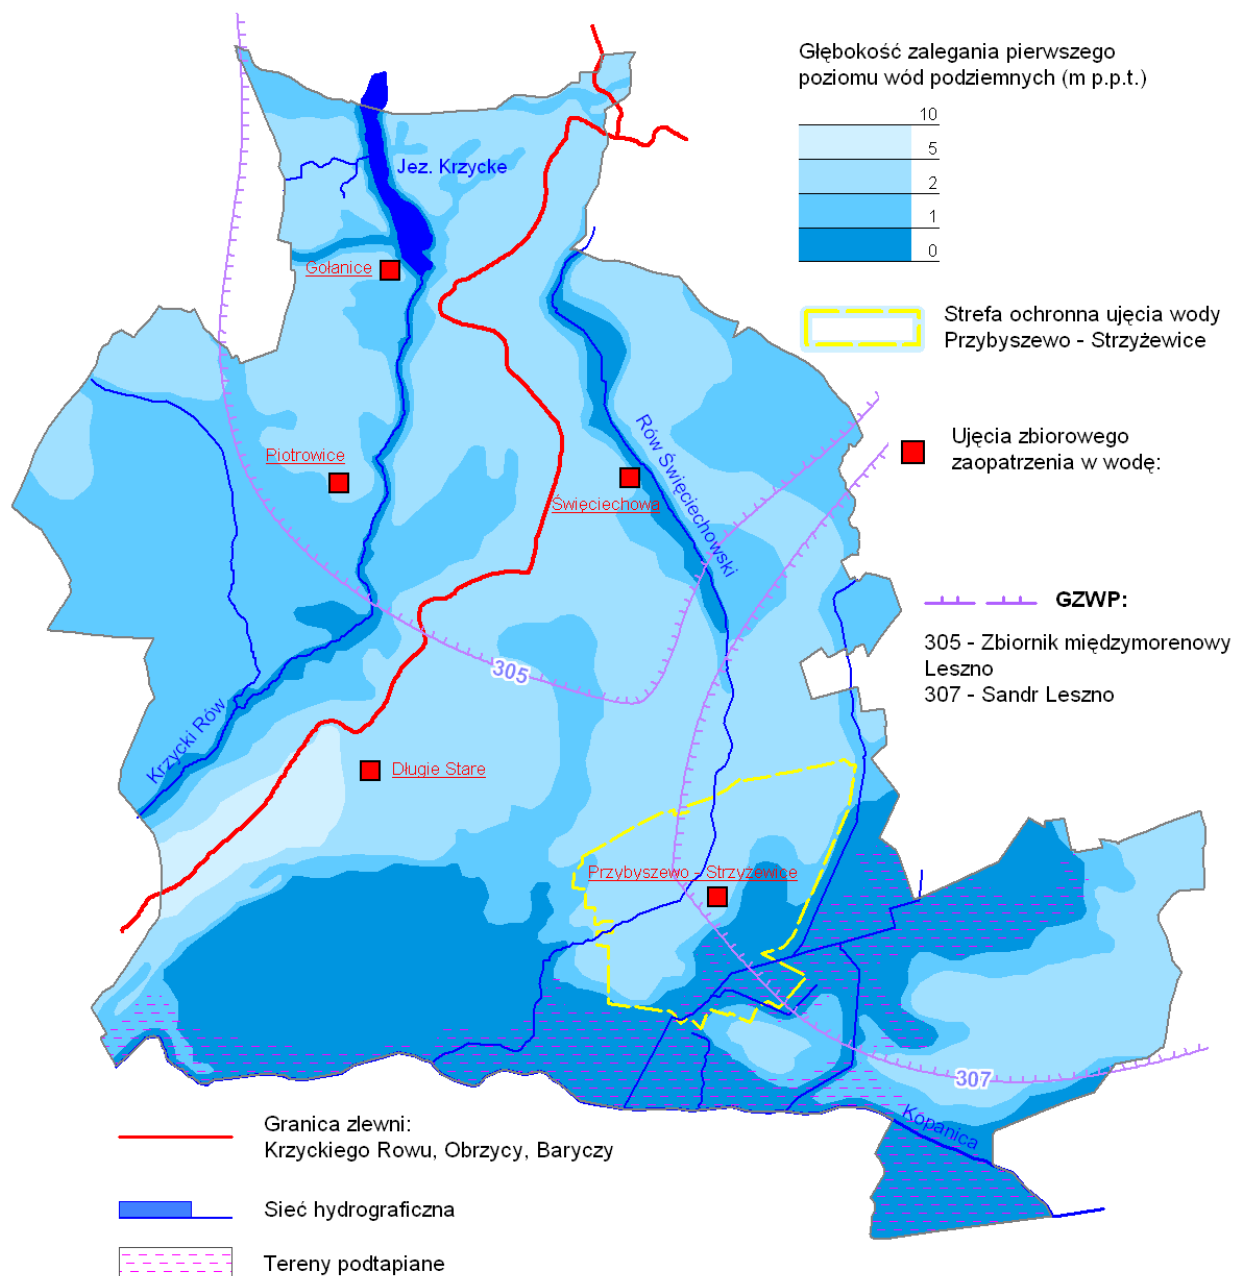 Głębokość zalegania pierwszego
poziomu wód podziemnych (m p.p.t.)
10
5
2
1
0
Jez. Krzycke
Gołanice
Strefa ochronna ujęcia wody
Przybyszewo - Strzyżewice
Ujęcia zbiorowego
zaopatrzenia w wodę:
Piotrowice
Święciechowa
Rów Święciechowski
GZWP:
305 - Zbiornik międzymorenowy
Leszno
307 - Sandr Leszno
305
Krzycki Rów
Długie Stare
Przybyszewo - Strzyżewice
307
Kopanica
Granica zlewni:
Krzyckiego Rowu, Obrzycy, Baryczy
Sieć hydrograficzna
Tereny podtapiane